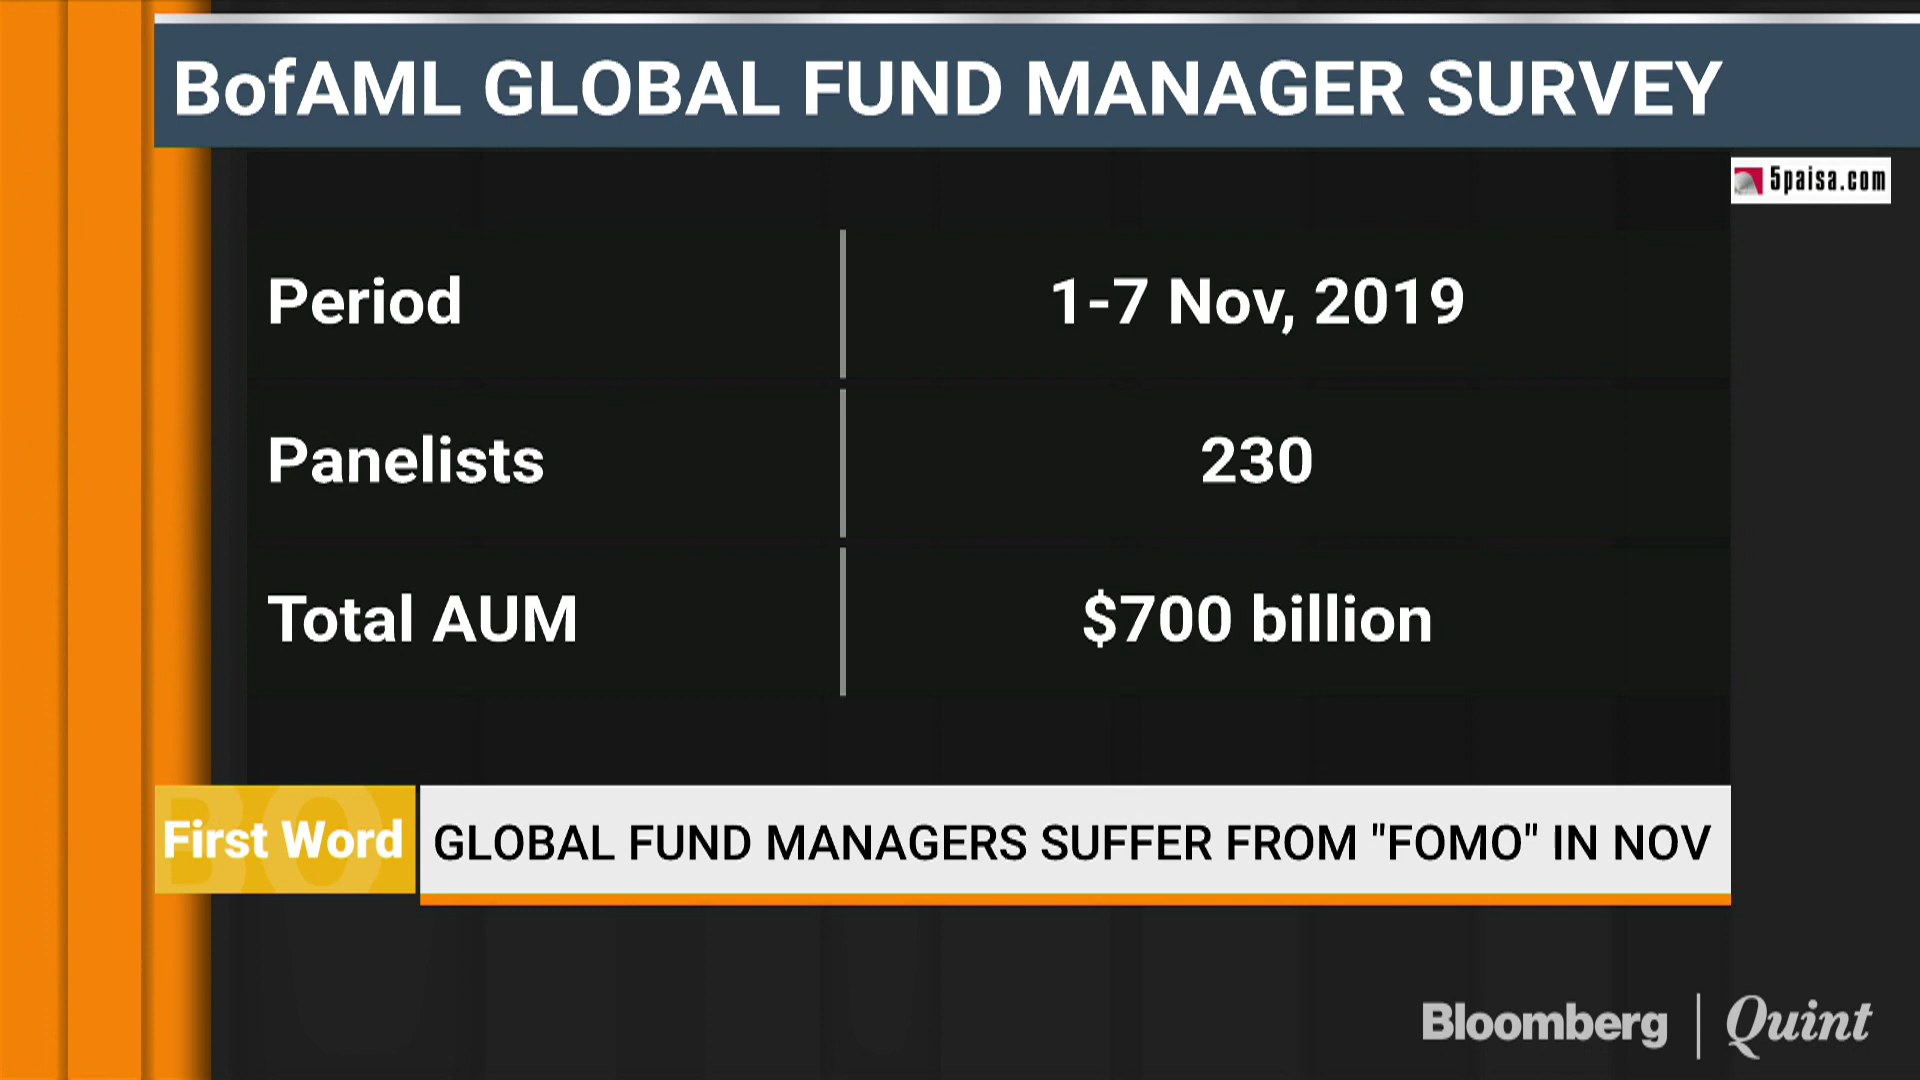 BofAML GLOBAL FUND MANAGER SURVEY
5paisa.com
Period 1-7 Nov, 2019
Panelists 230
Total AUM $700 billion
First Word GLOBAL FUND MANAGERS SUFFER FROM "FOMO" IN NOV
Bloomberg | Quint